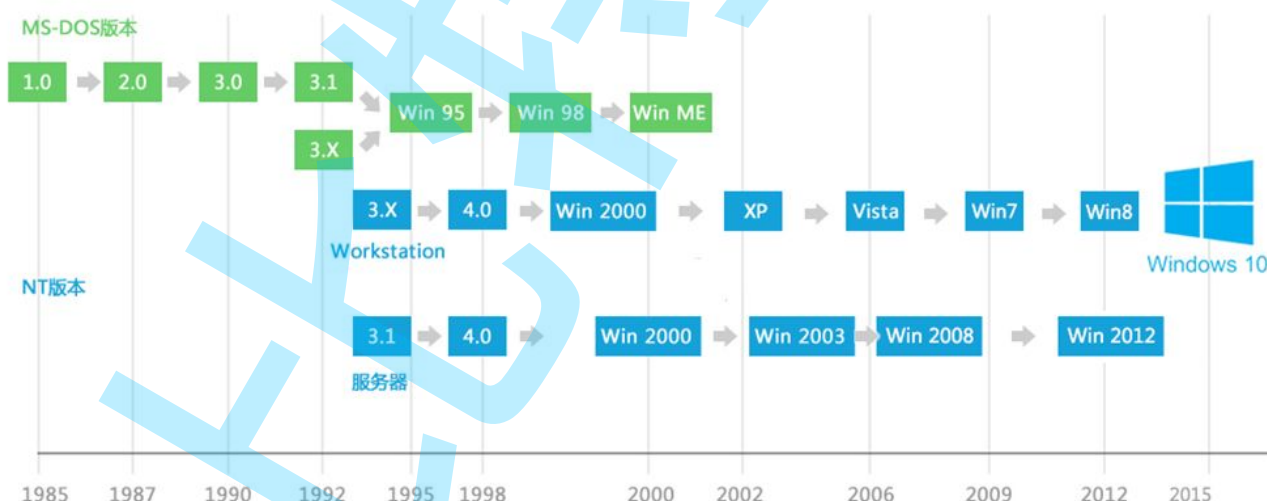 MS-DOS版本
1.0 2.0 3.0 3.1
Win 95 Win 98 Win ME
3.X
3.X 4.0 Win 2000 XP Vista Win7 Win8
Workstation
Windows 10
NT版本
3.1 4.0 Win 2000 Win 2003 Win 2008 Win 2012
服务器
1985 1987 1990 1992 1995 1998 2000 2002 2006 2009 2012 2015